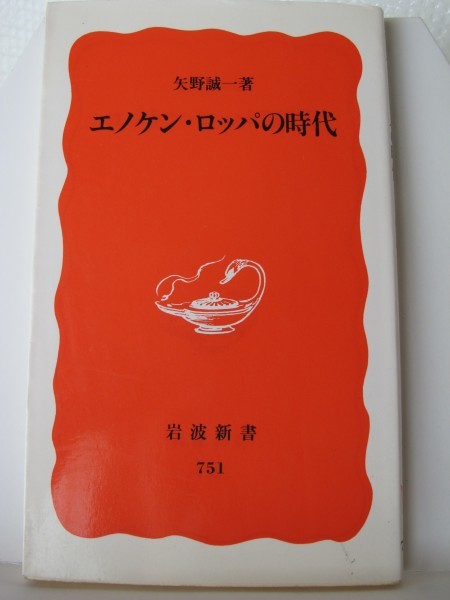 矢野誠一著
エノケン・ロッパの時代
岩波新書
751